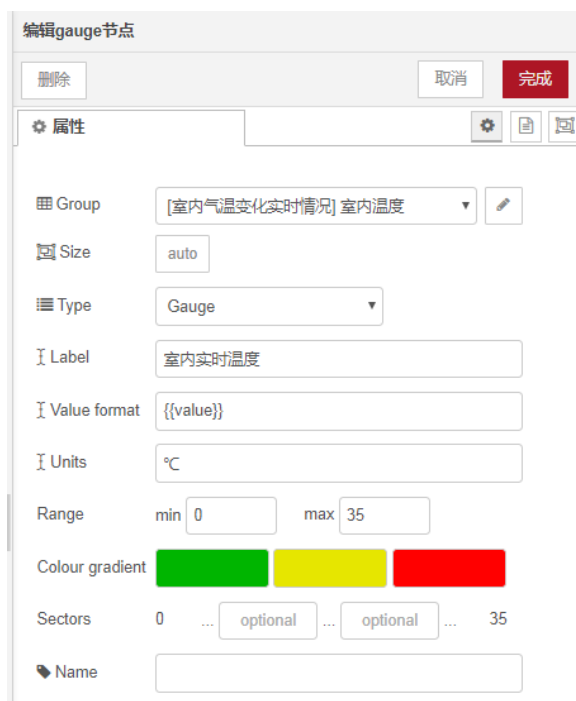 编辑gauge节点
删除 取消 完成
属性
Group [室内气温变化实时情况] 室内温度
Size auto
Type Gauge
Label 室内实时温度
Value format {{value}}
Units ℃
Range min 0 max 35
Colour gradient
Sectors 0 ... optional ... optional ... 35
Name